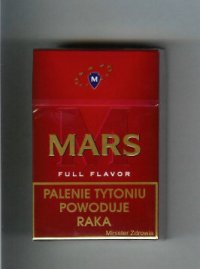 M
MARS
FULL FLAVOR
PALENIE TYTONIU
POWODUJE
RAKA
Minister Zdrowia